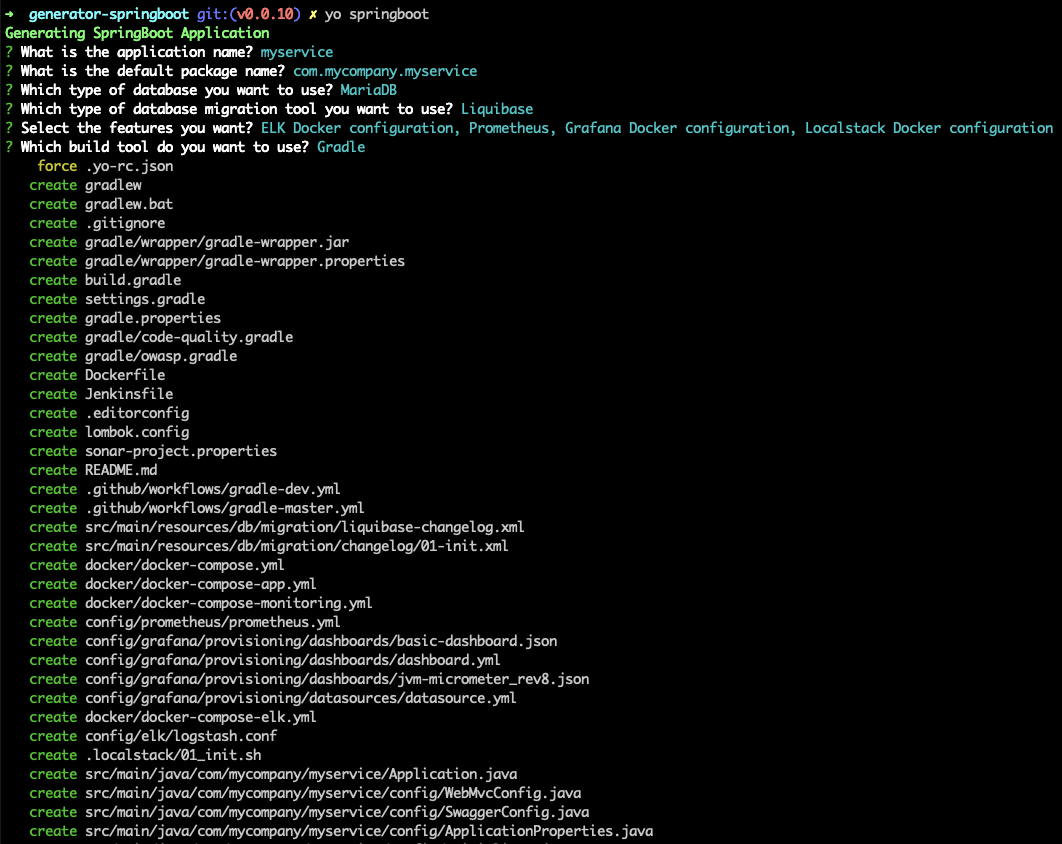 ➜  generator-springboot git:(v0.0.10) ✗ yo springboot
Generating SpringBoot Application
? What is the application name? myservice
? What is the default package name? com.mycompany.myservice
? Which type of database you want to use? MariaDB
? Which type of database migration tool you want to use? Liquibase
? Select the features you want? ELK Docker configuration, Prometheus, Grafana Docker configuration, Localstack Docker configuration
? Which build tool do you want to use? Gradle
    force .yo-rc.json
   create gradlew
   create gradlew.bat
   create .gitignore
   create gradle/wrapper/gradle-wrapper.jar
   create gradle/wrapper/gradle-wrapper.properties
   create build.gradle
   create settings.gradle
   create gradle.properties
   create gradle/code-quality.gradle
   create gradle/owasp.gradle
   create Dockerfile
   create Jenkinsfile
   create .editorconfig
   create lombok.config
   create sonar-project.properties
   create README.md
   create .github/workflows/gradle-dev.yml
   create .github/workflows/gradle-master.yml
   create src/main/resources/db/migration/liquibase-changelog.xml
   create src/main/resources/db/migration/changelog/01-init.xml
   create docker/docker-compose.yml
   create docker/docker-compose-app.yml
   create docker/docker-compose-monitoring.yml
   create config/prometheus/prometheus.yml
   create config/grafana/provisioning/dashboards/basic-dashboard.json
   create config/grafana/provisioning/dashboards/dashboard.yml
   create config/grafana/provisioning/dashboards/jvm-micrometer_rev8.json
   create config/grafana/provisioning/datasources/datasource.yml
   create docker/docker-compose-elk.yml
   create config/elk/logstash.conf
   create .localstack/01_init.sh
   create src/main/java/com/mycompany/myservice/Application.java
   create src/main/java/com/mycompany/myservice/config/WebMvcConfig.java
   create src/main/java/com/mycompany/myservice/config/SwaggerConfig.java
   create src/main/java/com/mycompany/myservice/config/ApplicationProperties.java